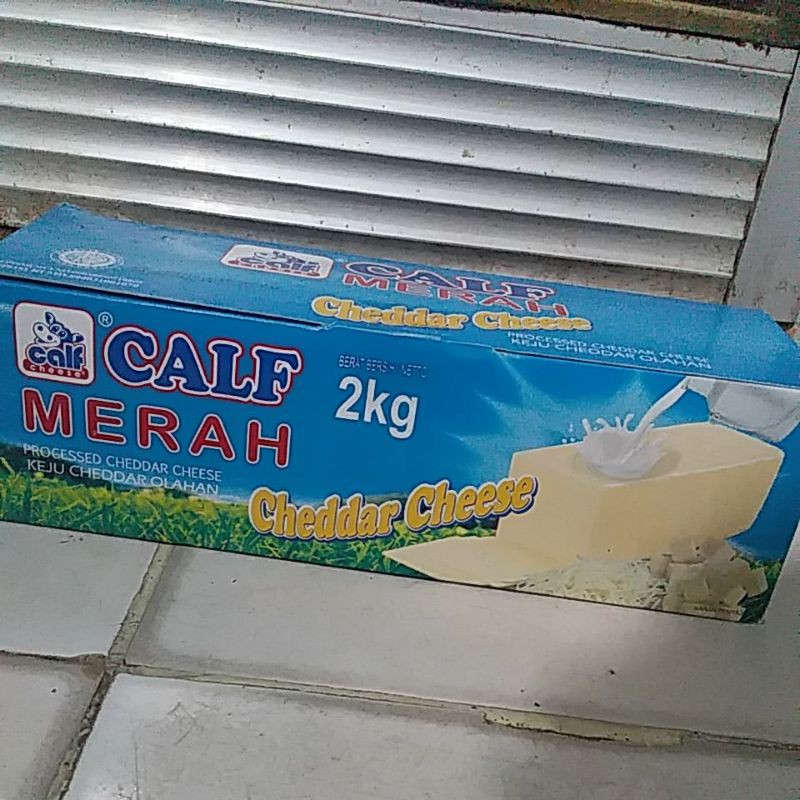 calf
CALF
MERAH
Cheddar Cheese
PROCESSED CHEDDAR CHEESE
KEJU CHEDDAR OLAHAN
calf
cheese
®
CALF
MERAH
PROCESSED CHEDDAR CHEESE
KEJU CHEDDAR OLAHAN
BERAT BERSIH / NETTO
2kg
Cheddar Cheese